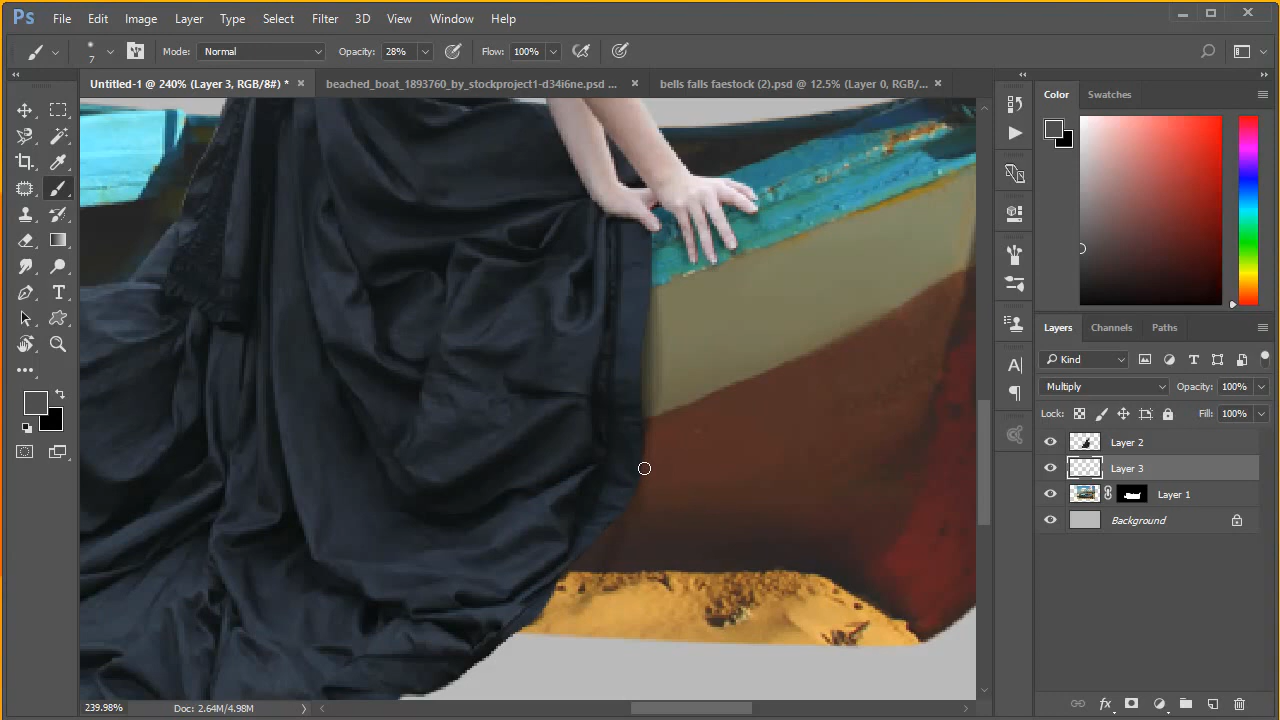 Ps File Edit Image Layer Type Select Filter 3D View Window Help
7 Mode: Normal Opacity: 28% Flow: 100%
Untitled-1 @ 240% (Layer 3, RGB/8#) * × beached_boat_1893760_by_stockproject1-d34i6ne.psd ... × bells falls faestock (2).psd @ 12.5% (Layer 0, RGB/... ×
Color Swatches
Layers Channels Paths
Kind
Multiply Opacity: 100%
Lock: Fill: 100%
Layer 2
Layer 3
Layer 1
Background
239.98% Doc: 2.64M/4.98M
fx